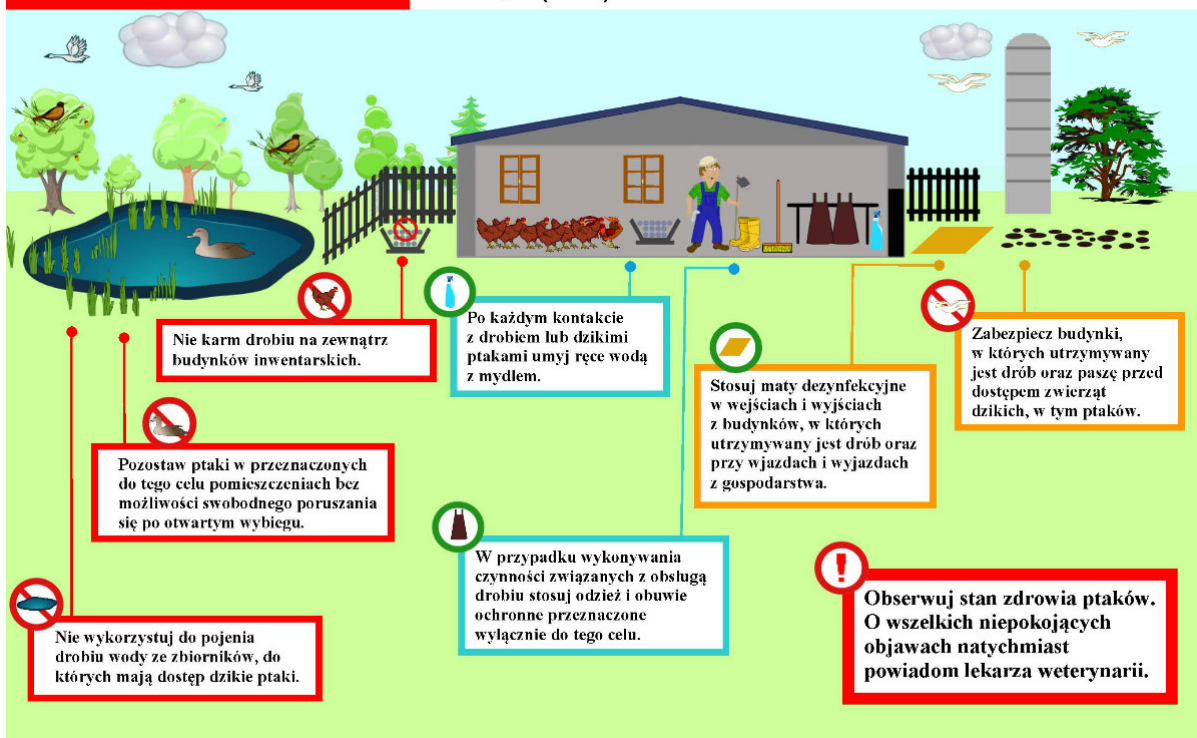 Nie karm drobiu na zewnątrz
budynków inwentarskich.
Po każdym kontakcie
z drobiem lub dzikimi
ptakami umyj ręce wodą
z mydłem.
Stosuj maty dezynfekcyjne
w wejściach i wyjściach
z budynków, w których
utrzymywany jest drób oraz
przy wjazdach i wyjazdach
z gospodarstwa.
Zabezpiecz budynki,
w których utrzymywany
jest drób oraz paszę przed
dostępem zwierząt
dzikich, w tym ptaków.
Pozostaw ptaki w przeznaczonych
do tego celu pomieszczeniach bez
możliwości swobodnego poruszania
się po otwartym wybiegu.
W przypadku wykonywania
czynności związanych z obsługą
drobiu stosuj odzież i obuwie
ochronne przeznaczone
wyłącznie do tego celu.
Nie wykorzystuj do pojenia
drobiu wody ze zbiorników, do
których mają dostęp dzikie ptaki.
!
Obserwuj stan zdrowia ptaków.
O wszelkich niepokojących
objawach natychmiast
powiadom lekarza weterynarii.